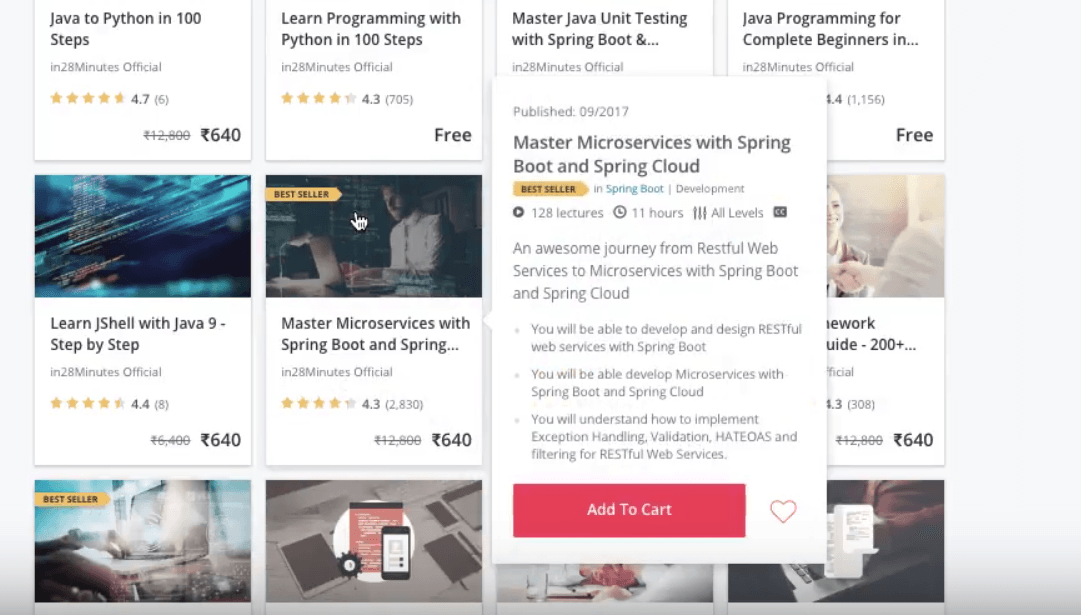 Java to Python in 100
Steps
in28Minutes Official
4.7 (6)
₹12,800 ₹640
Learn Programming with
Python in 100 Steps
in28Minutes Official
4.3 (705)
Free
Master Java Unit Testing
with Spring Boot &...
in28Minutes Official
Java Programming for
Complete Beginners in...
in28Minutes Official
4.4 (1,156)
Free
BEST SELLER
Learn JShell with Java 9 -
Step by Step
in28Minutes Official
4.4 (8)
₹6,400 ₹640
Master Microservices with
Spring Boot and Spring...
in28Minutes Official
4.3 (2,830)
₹12,800 ₹640
Published: 09/2017
Master Microservices with Spring
Boot and Spring Cloud
BEST SELLER in Spring Boot | Development
128 lectures 11 hours All Levels CC
An awesome journey from Restful Web
Services to Microservices with Spring Boot
and Spring Cloud
You will be able to develop and design RESTful
web services with Spring Boot
You will be able develop Microservices with
Spring Boot and Spring Cloud
You will understand how to implement
Exception Handling, Validation, HATEOAS and
filtering for RESTful Web Services.
Add To Cart
200+...
4.3 (308)
₹12,800 ₹640
BEST SELLER